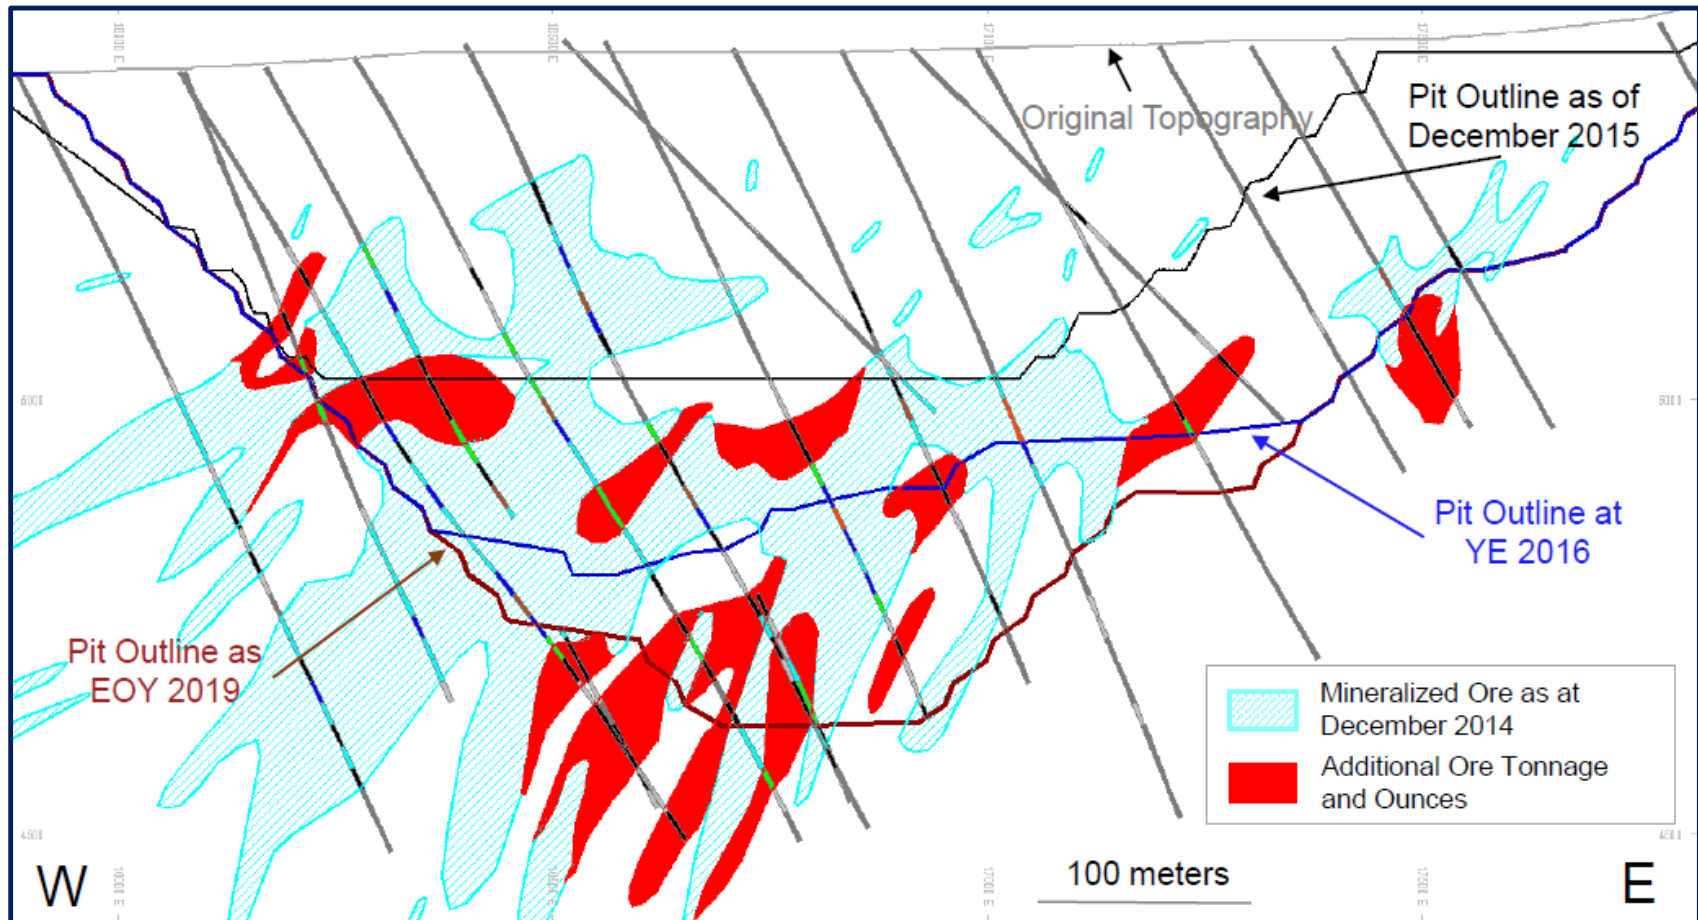 Original Topography
Pit Outline as of
December 2015
Pit Outline at
YE 2016
Pit Outline as
EOY 2019
Mineralized Ore as at
December 2014
Additional Ore Tonnage
and Ounces
100 meters
W
E